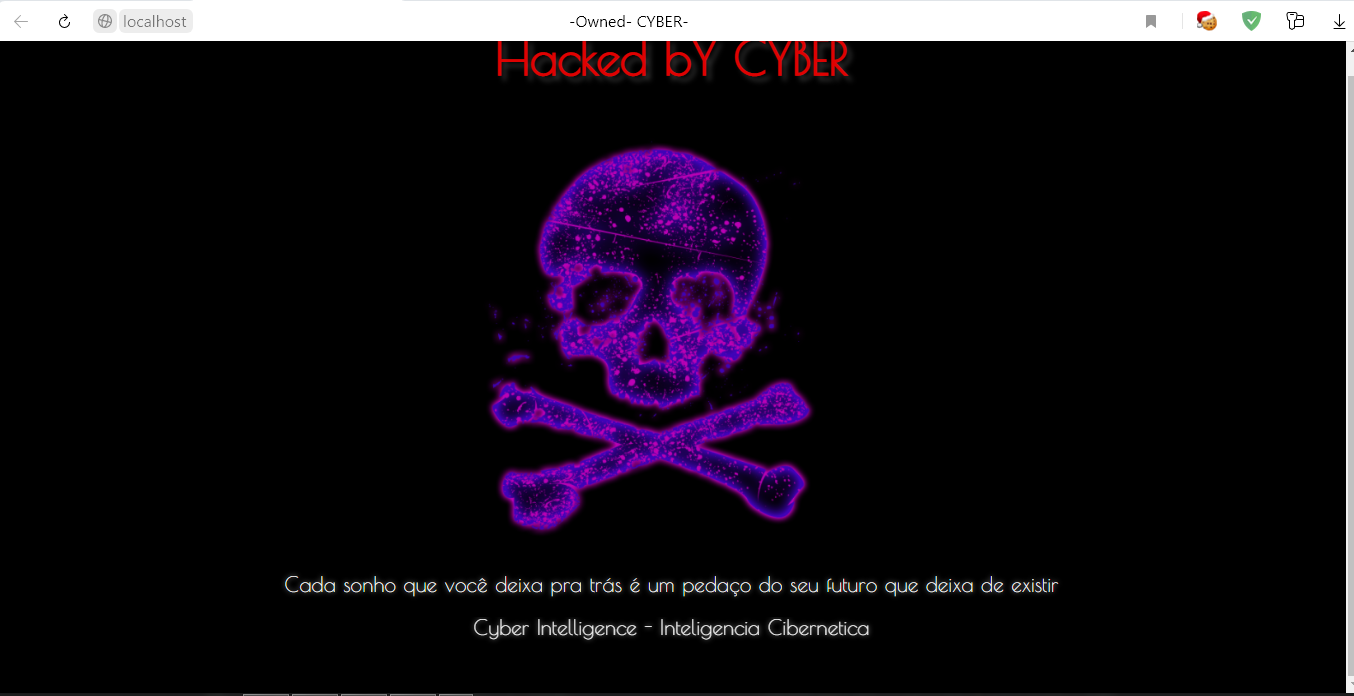 localhost
-Owned- CYBER-
Hacked bY CYBER
Cada sonho que você deixa pra trás é um pedaço do seu futuro que deixa de existir
Cyber Intelligence - Inteligencia Cibernetica